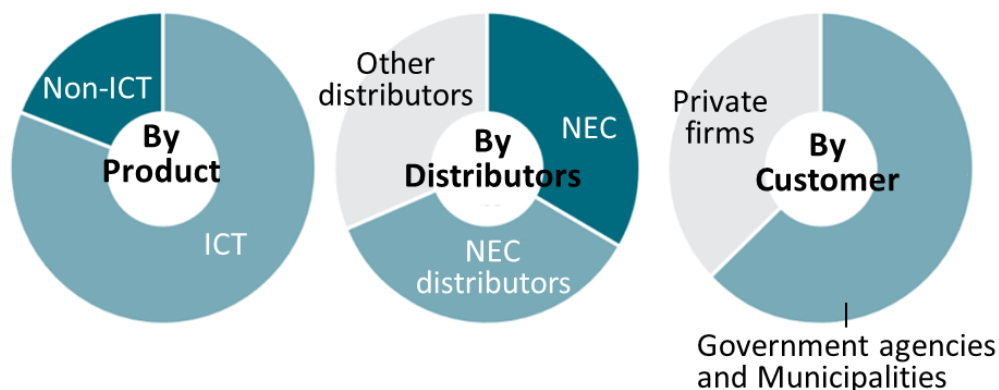 Non-ICT
By
Product
ICT
Other
distributors
NEC
By
Distributors
NEC
distributors
Private
firms
By
Customer
Government agencies
and Municipalities